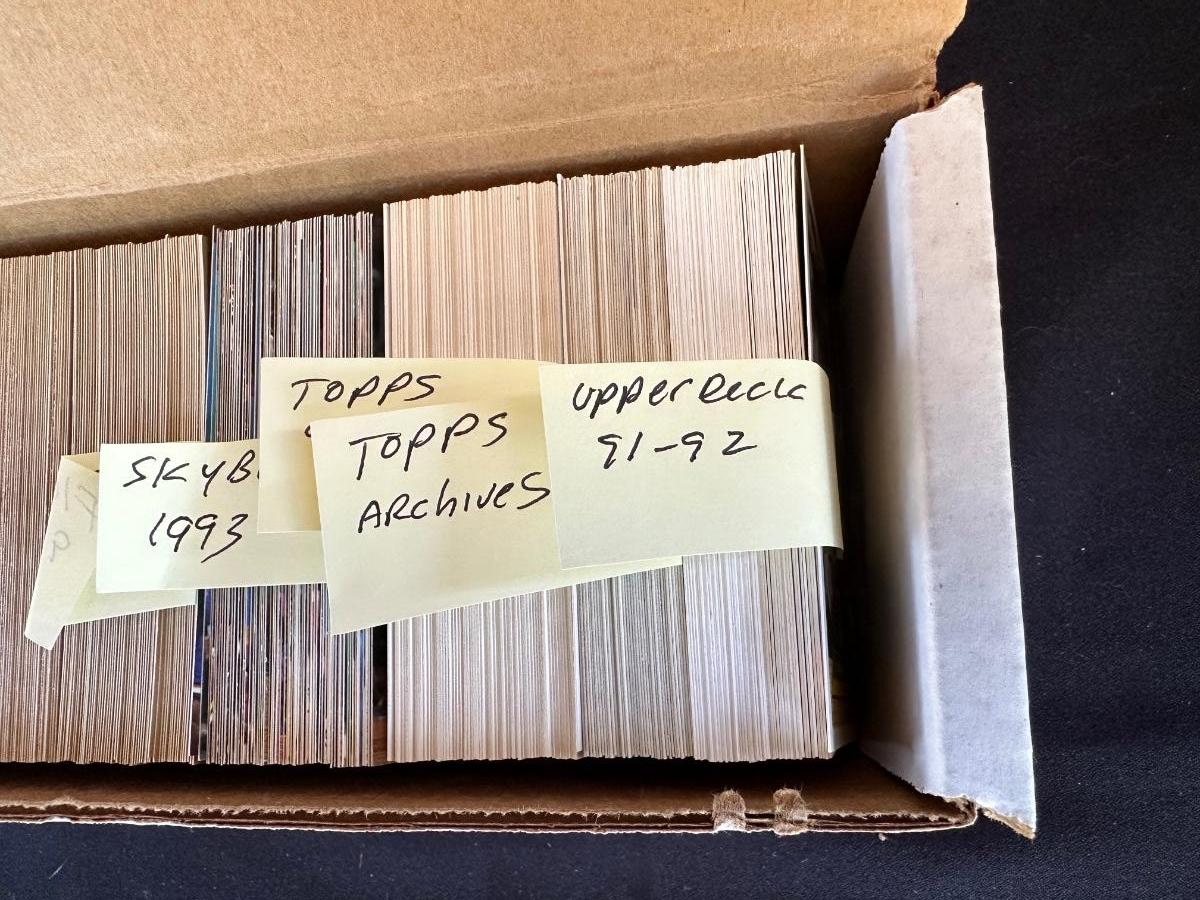 SKYB
1993
TOPPS
TOPPS
ARchives
UppeR Deck
91-92